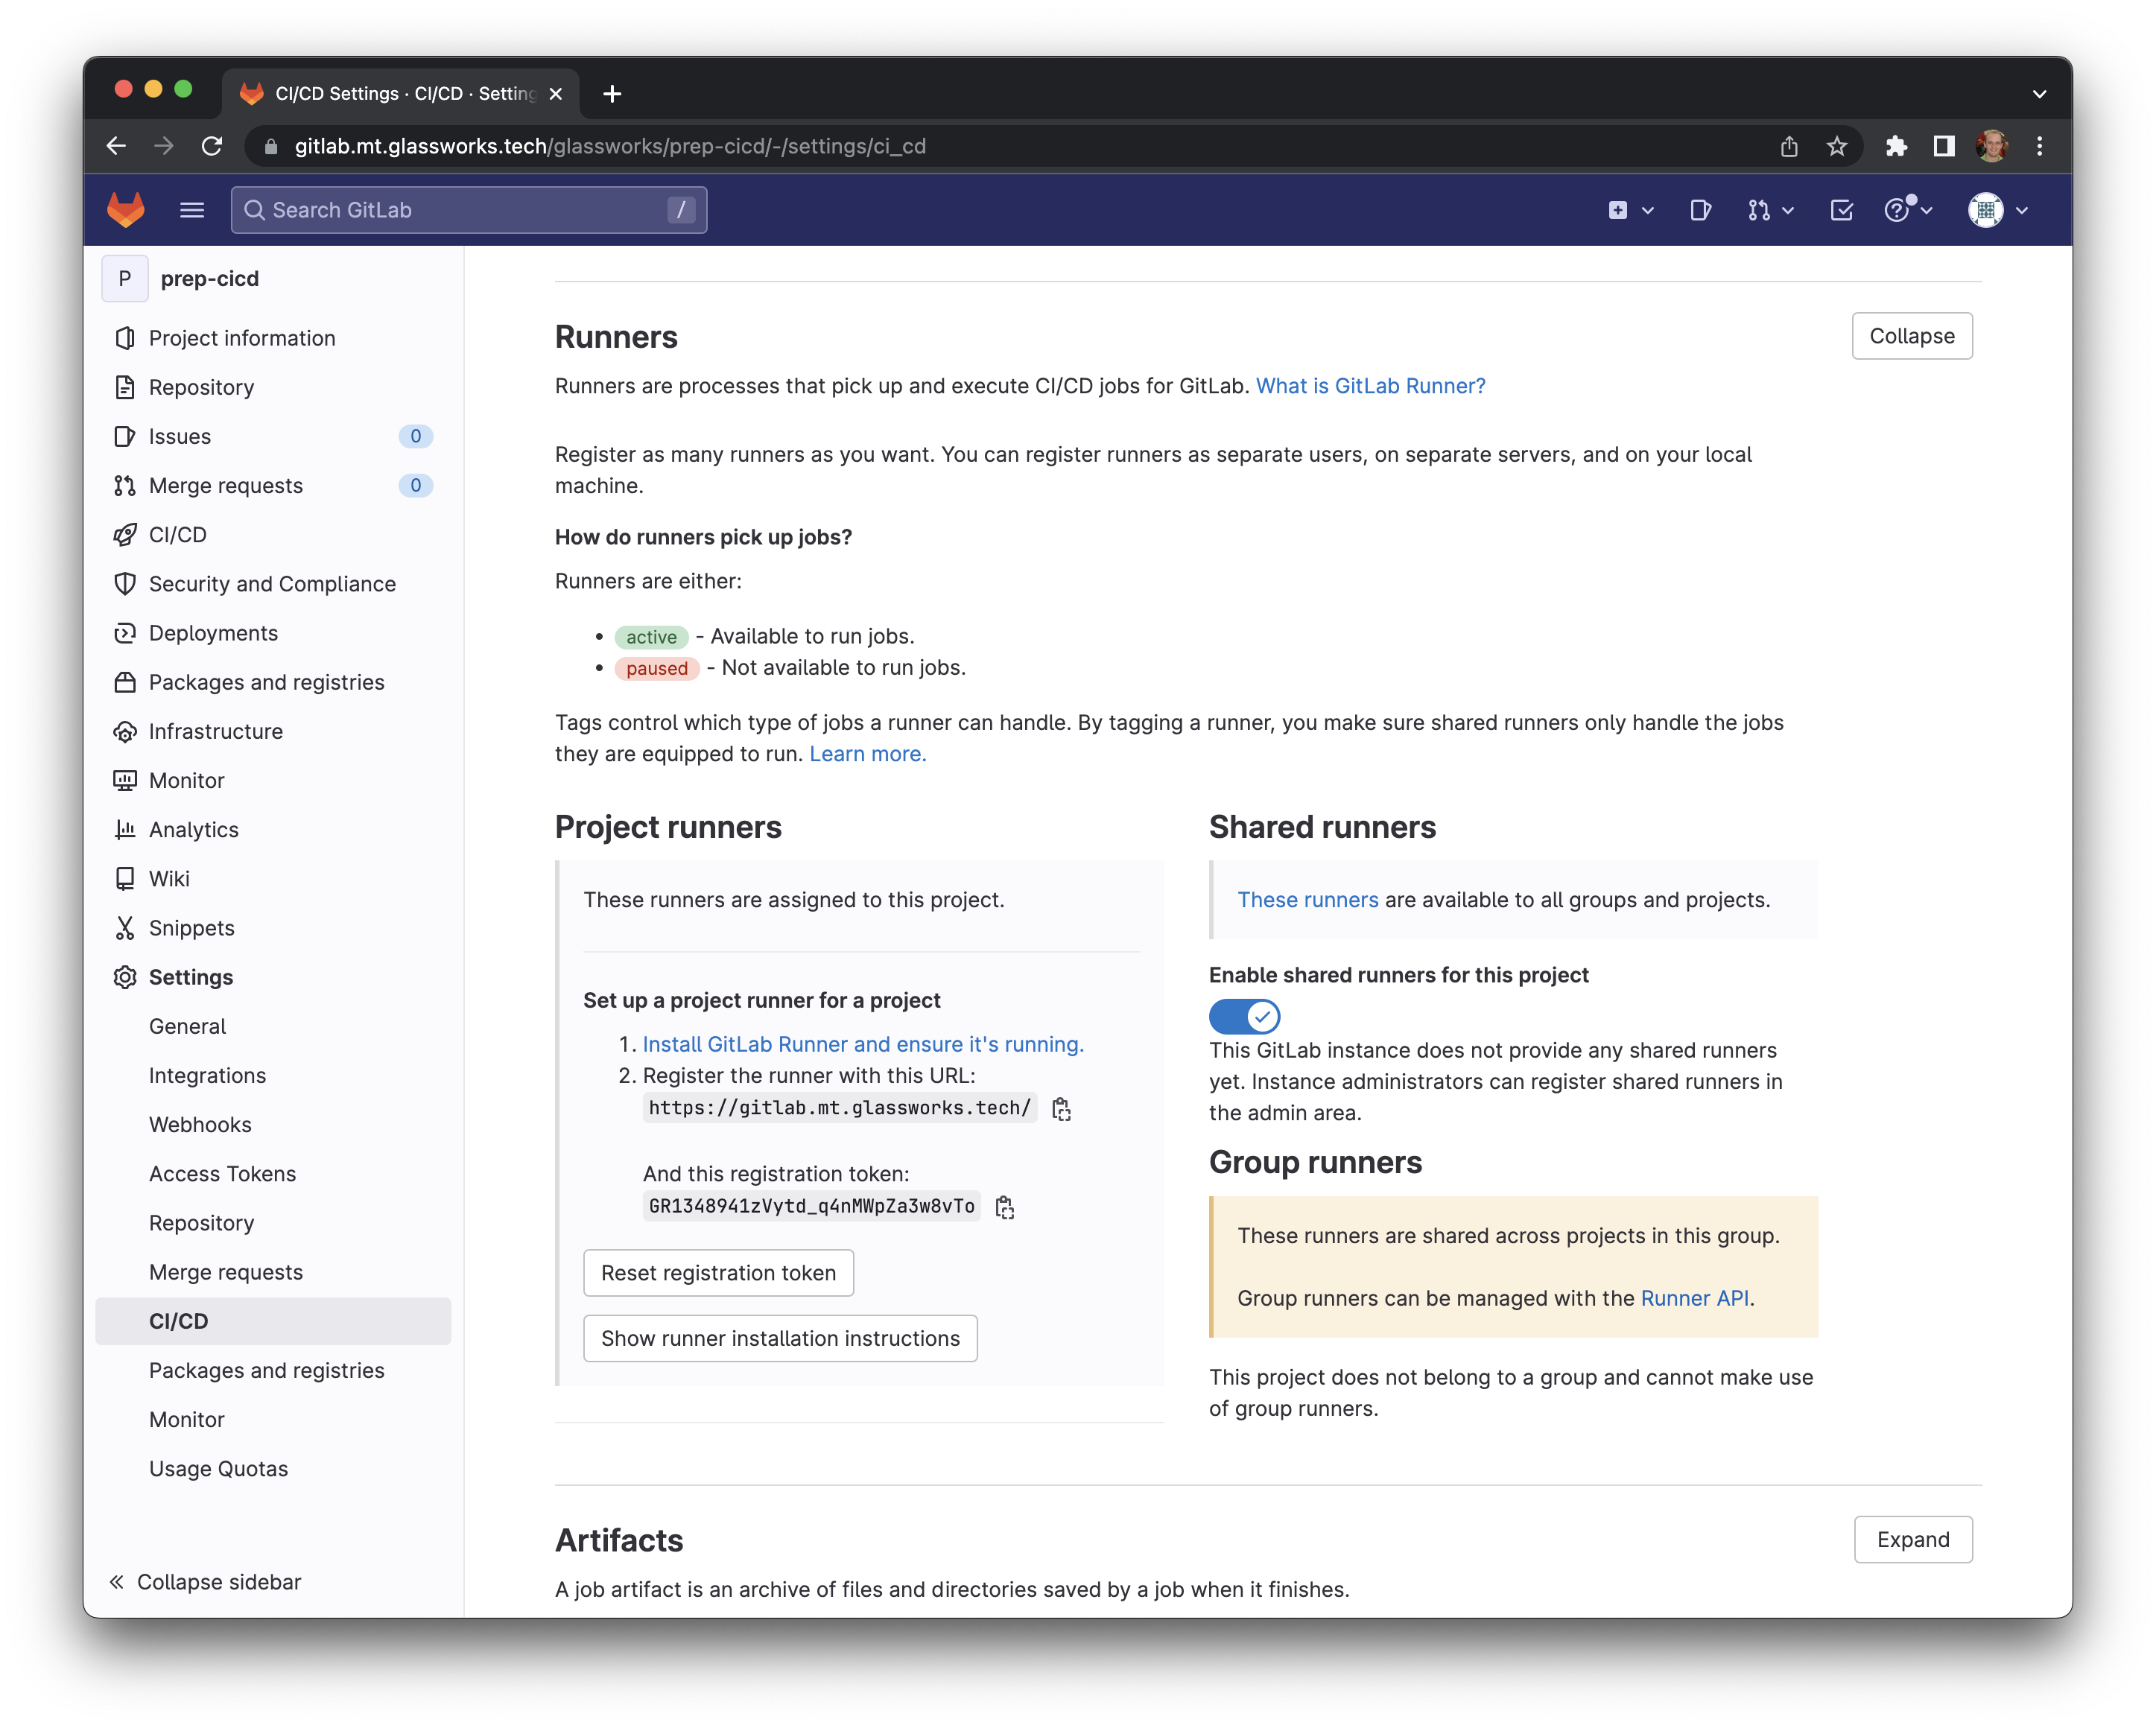 CI/CD Settings · CI/CD · Setting
gitlab.mt.glassworks.tech/glassworks/prep-cicd/-/settings/ci_cd
Search GitLab
/
P
prep-cicd
Project information
Repository
Issues
0
Merge requests
0
CI/CD
Security and Compliance
Deployments
Packages and registries
Infrastructure
Monitor
Analytics
Wiki
Snippets
Settings
General
Integrations
Webhooks
Access Tokens
Repository
Merge requests
CI/CD
Packages and registries
Monitor
Usage Quotas
Collapse sidebar
Runners
Collapse
Runners are processes that pick up and execute CI/CD jobs for GitLab. What is GitLab Runner?
Register as many runners as you want. You can register runners as separate users, on separate servers, and on your local
machine.
How do runners pick up jobs?
Runners are either:
• active - Available to run jobs.
• paused - Not available to run jobs.
Tags control which type of jobs a runner can handle. By tagging a runner, you make sure shared runners only handle the jobs
they are equipped to run. Learn more.
Project runners
These runners are assigned to this project.
Set up a project runner for a project
1. Install GitLab Runner and ensure it's running.
2. Register the runner with this URL:
https://gitlab.mt.glassworks.tech/
And this registration token:
GR1348941zVytd_q4nMWpZa3w8vTo
Reset registration token
Show runner installation instructions
Shared runners
These runners are available to all groups and projects.
Enable shared runners for this project
This GitLab instance does not provide any shared runners
yet. Instance administrators can register shared runners in
the admin area.
Group runners
These runners are shared across projects in this group.
Group runners can be managed with the Runner API.
This project does not belong to a group and cannot make use
of group runners.
Artifacts
Expand
A job artifact is an archive of files and directories saved by a job when it finishes.